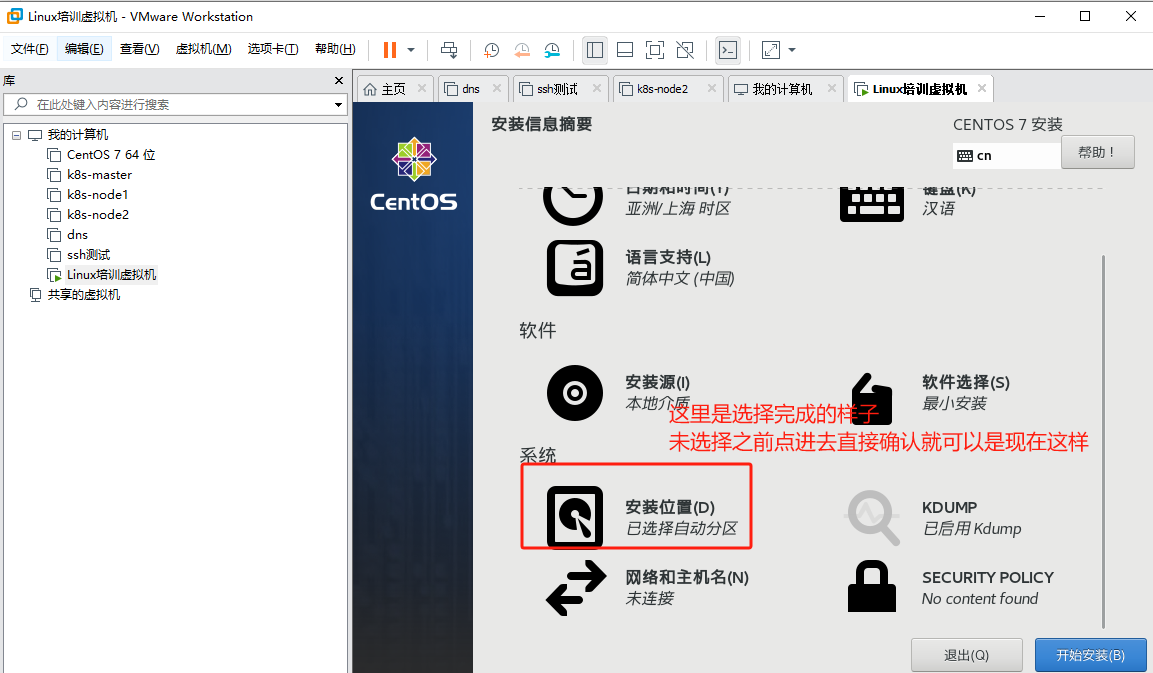 Linux培训虚拟机 - VMware Workstation
文件(F) 编辑(E) 查看(V) 虚拟机(M) 选项卡(T) 帮助(H)
库
在此处键入内容进行搜索
我的计算机
CentOS 7 64 位
k8s-master
k8s-node1
k8s-node2
dns
ssh测试
Linux培训虚拟机
共享的虚拟机
主页 dns ssh测试 k8s-node2 我的计算机 Linux培训虚拟机
CentOS
安装信息摘要
CENTOS 7 安装
cn
帮助！
日期和时间(T)
亚洲/上海 时区
键盘(K)
汉语
语言支持(L)
简体中文 (中国)
软件
安装源(I)
本地介质
软件选择(S)
最小安装
这里是选择完成的样子
未选择之前点进去直接确认就可以是现在这样
系统
安装位置(D)
已选择自动分区
KDUMP
已启用 Kdump
网络和主机名(N)
未连接
SECURITY POLICY
No content found
退出(Q)
开始安装(B)